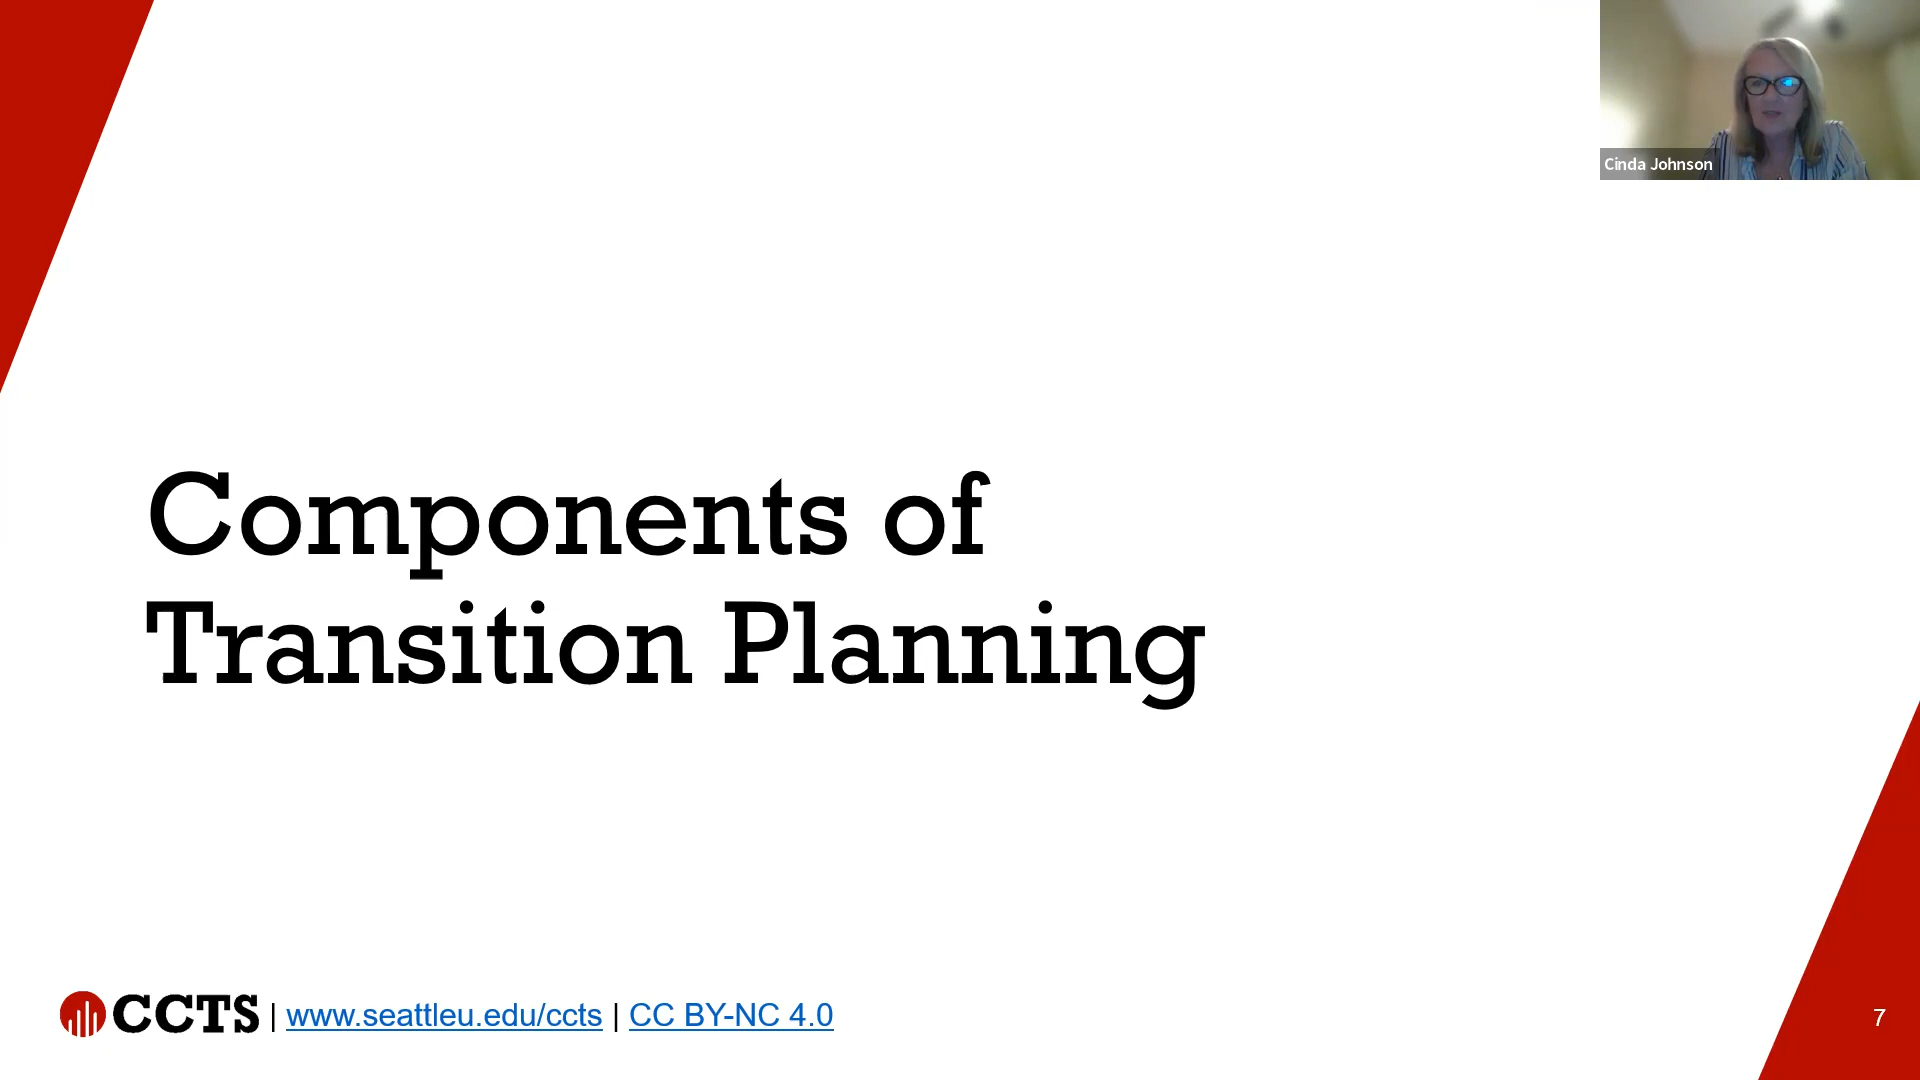 Cinda Johnson
Components of
Transition Planning
CCTS | www.seattleu.edu/ccts | CC BY-NC 4.0
7